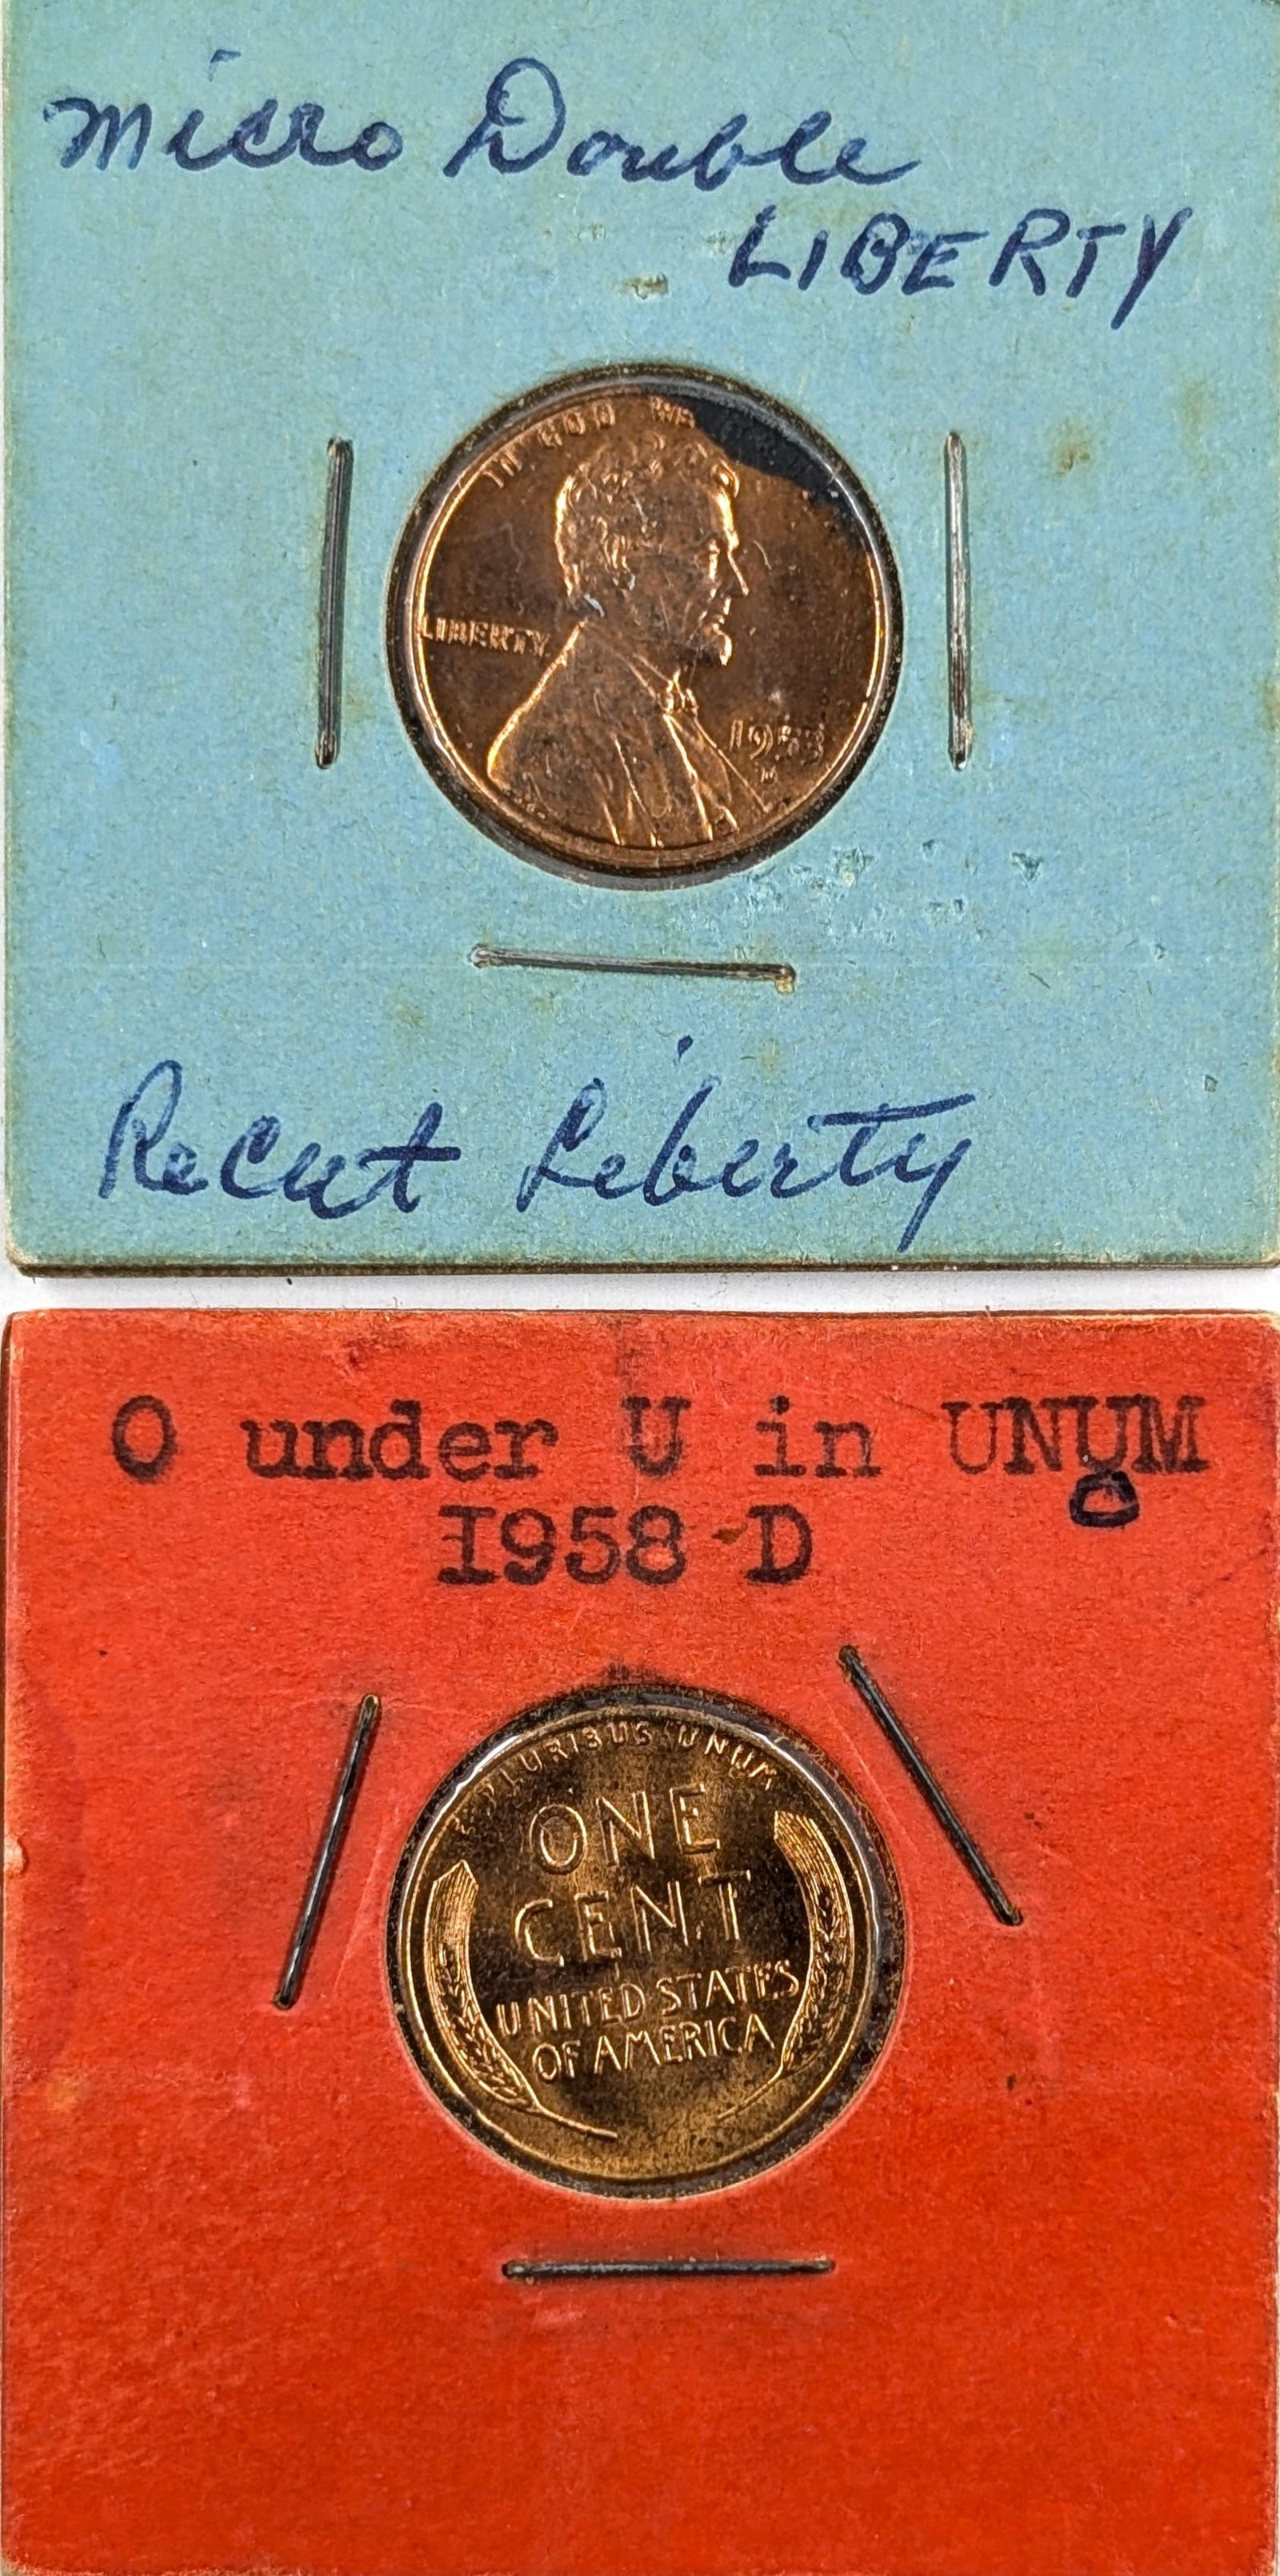 Micro Double
LIBERTY
GOD WE
LIBERTY
195
Recut Liberty
O under U in UNUM
O
1958-D
PLURIBUS UNUM
ONE
CENT
UNITED STATES
OF AMERICA